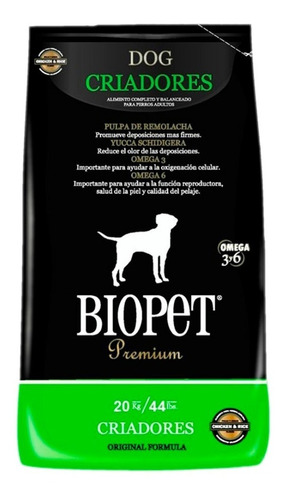 DOG
CRIADORES
ALIMENTO COMPLETO Y BALANCEADO
PARA PERROS ADULTOS
CHICKEN & RICE
PULPA DE REMOLACHA
Promueve deposiciones mas firmes.
YUCCA SCHIDIGERA
Reduce el olor de las deposiciones.
OMEGA 3
Importante para ayudar a la oxigenación celular.
OMEGA 6
Importante para ayudar a la función reproductora,
salud de la piel y calidad del pelaje.
OMEGA
3y6
BIOPET®
Premium
20 Kg/44 Lbs.
CRIADORES
CHICKEN & RICE
ORIGINAL FORMULA